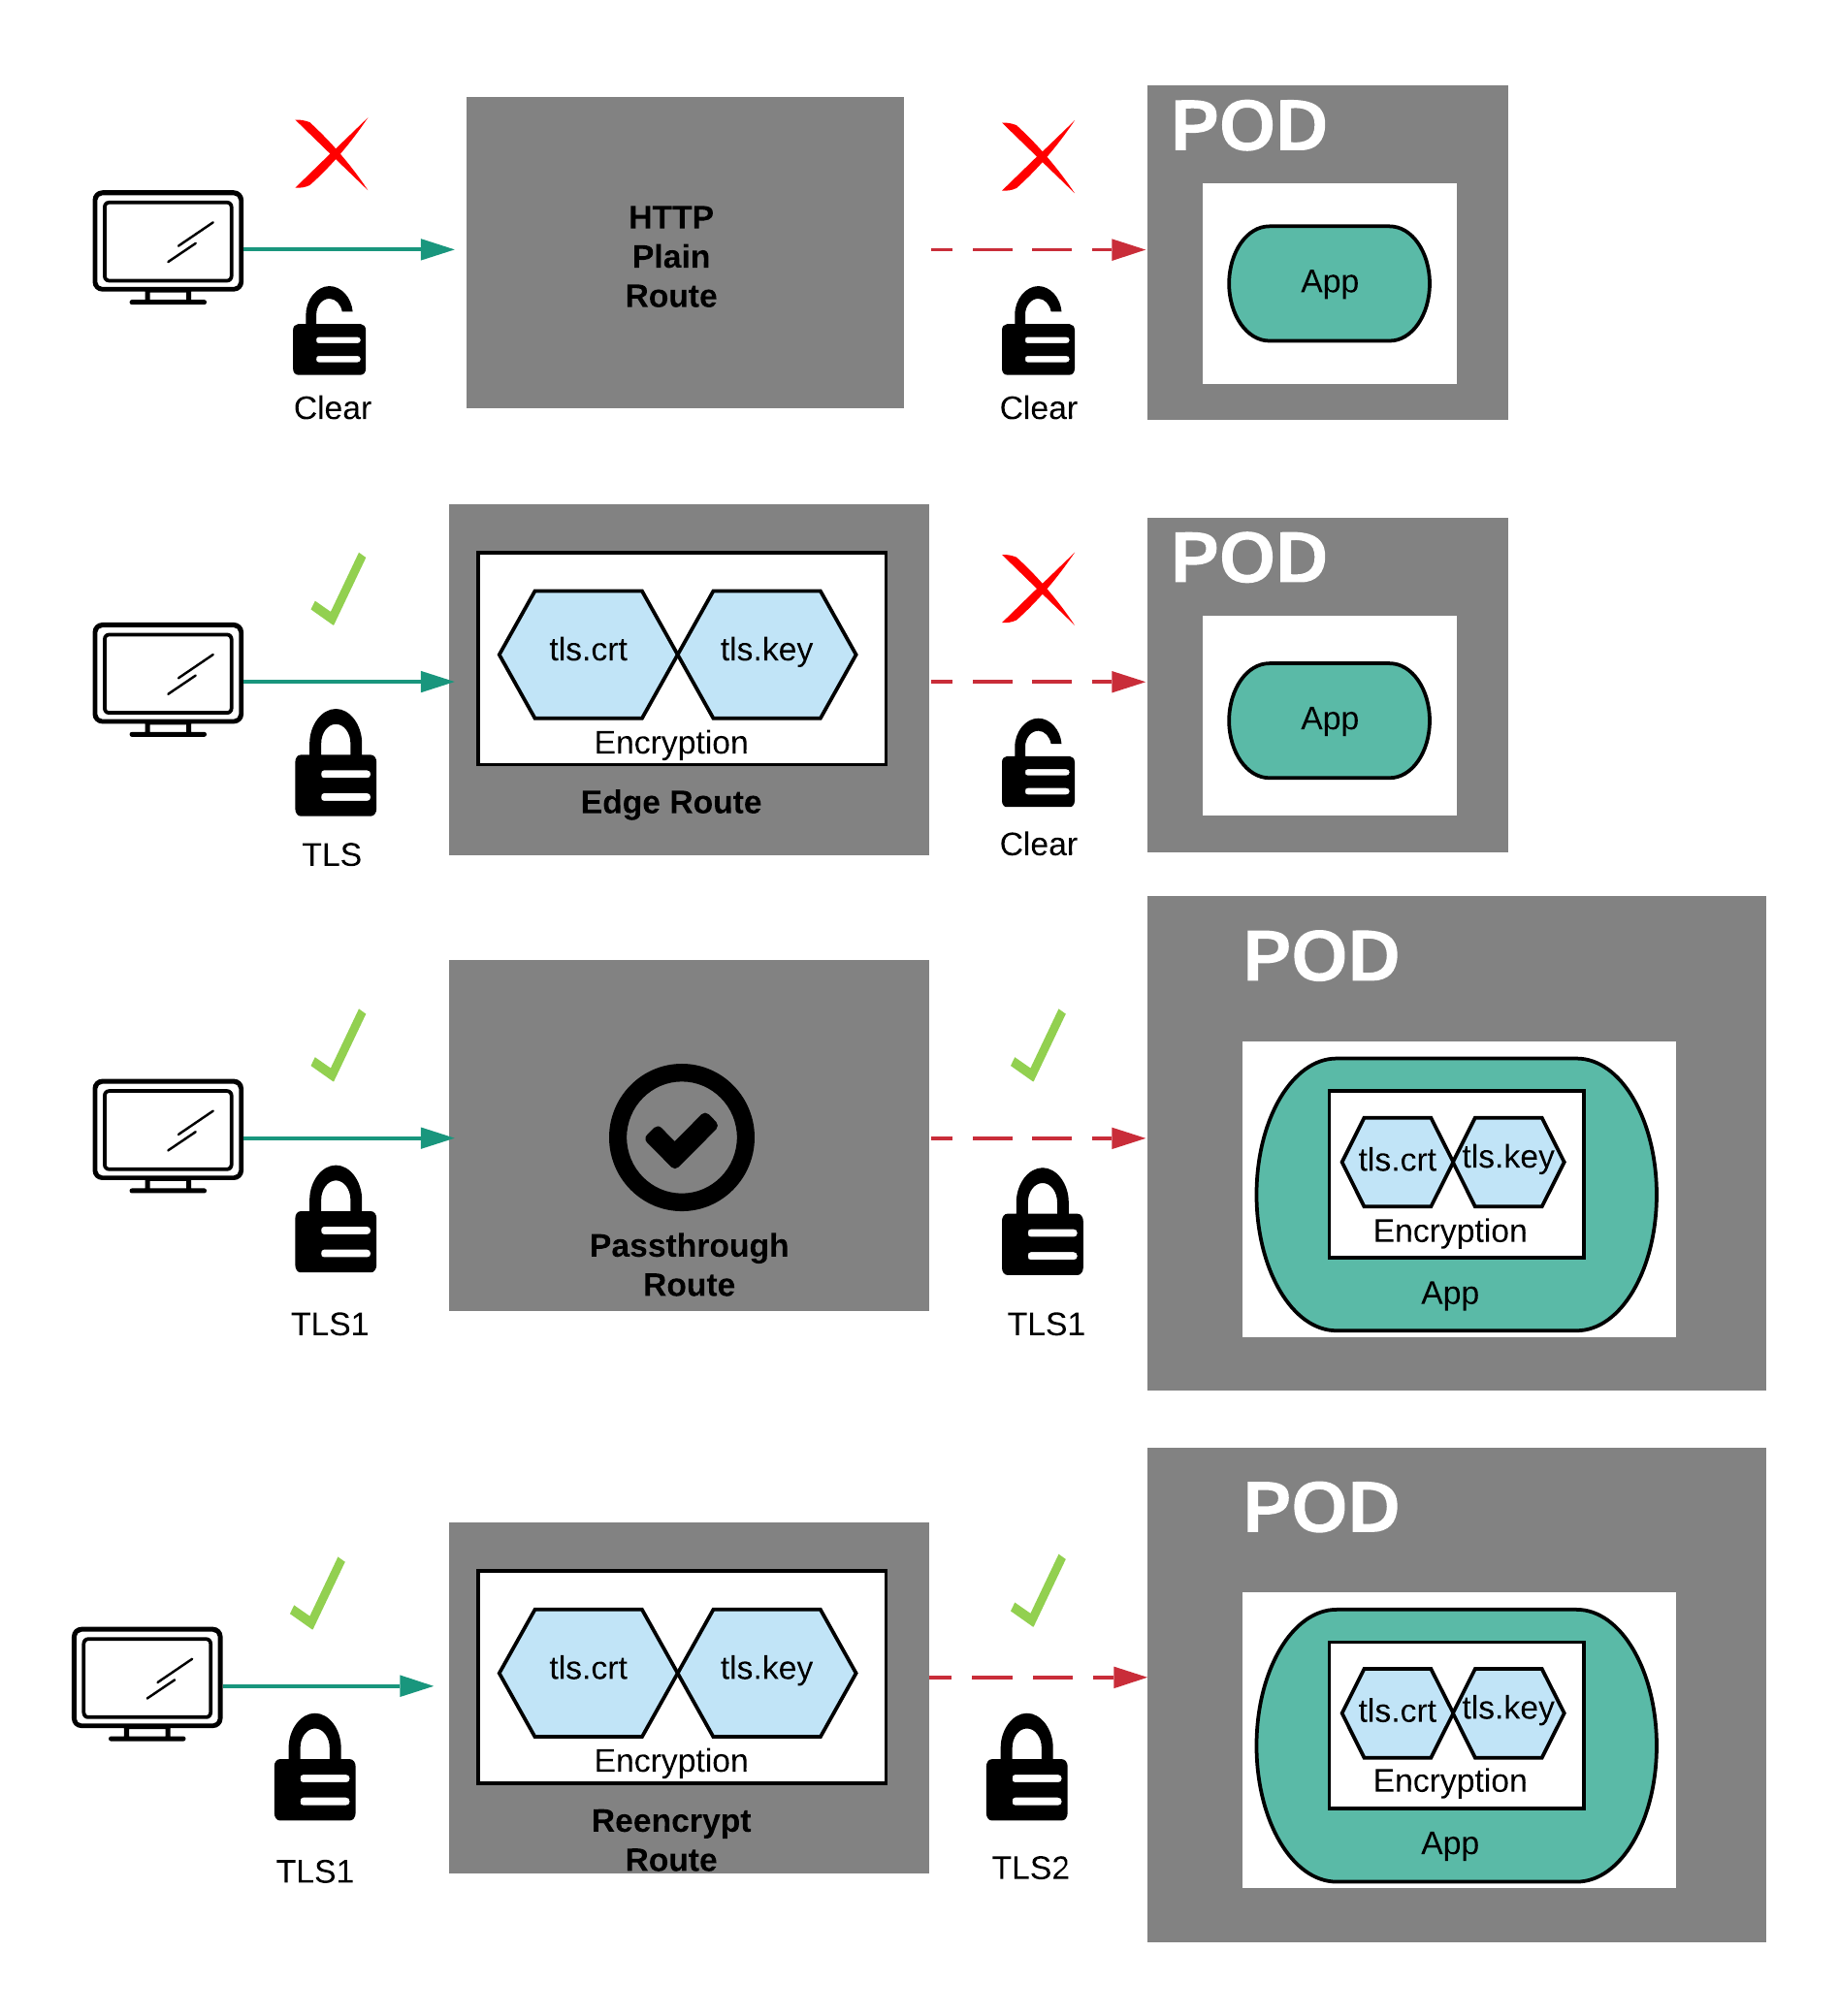 POD
HTTP
Plain
Route
App
Clear
Clear
POD
tls.crt
tls.key
App
Encryption
Edge Route
TLS
Clear
POD
tls.crt
tls.key
Encryption
Passthrough
Route
App
TLS1
TLS1
POD
tls.crt
tls.key
tls.crt
tls.key
Encryption
Encryption
Reencrypt
Route
App
TLS1
TLS2